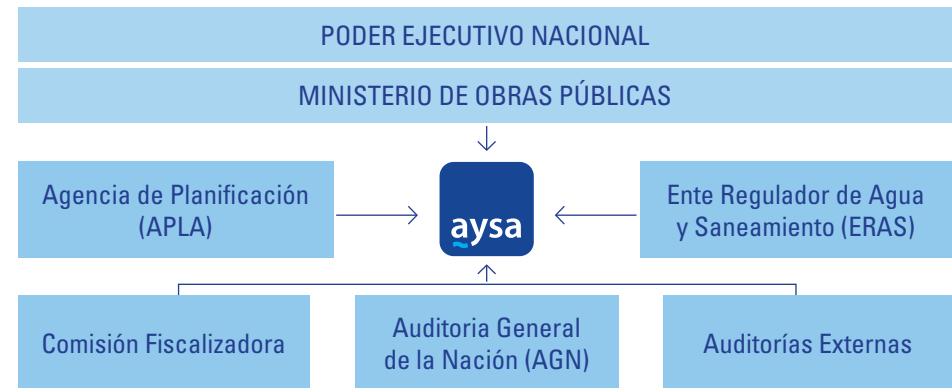 PODER EJECUTIVO NACIONAL
MINISTERIO DE OBRAS PÚBLICAS
Agencia de Planificación
(APLA)
aysa
Ente Regulador de Agua
y Saneamiento (ERAS)
Comisión Fiscalizadora
Auditoria General
de la Nación (AGN)
Auditorías Externas